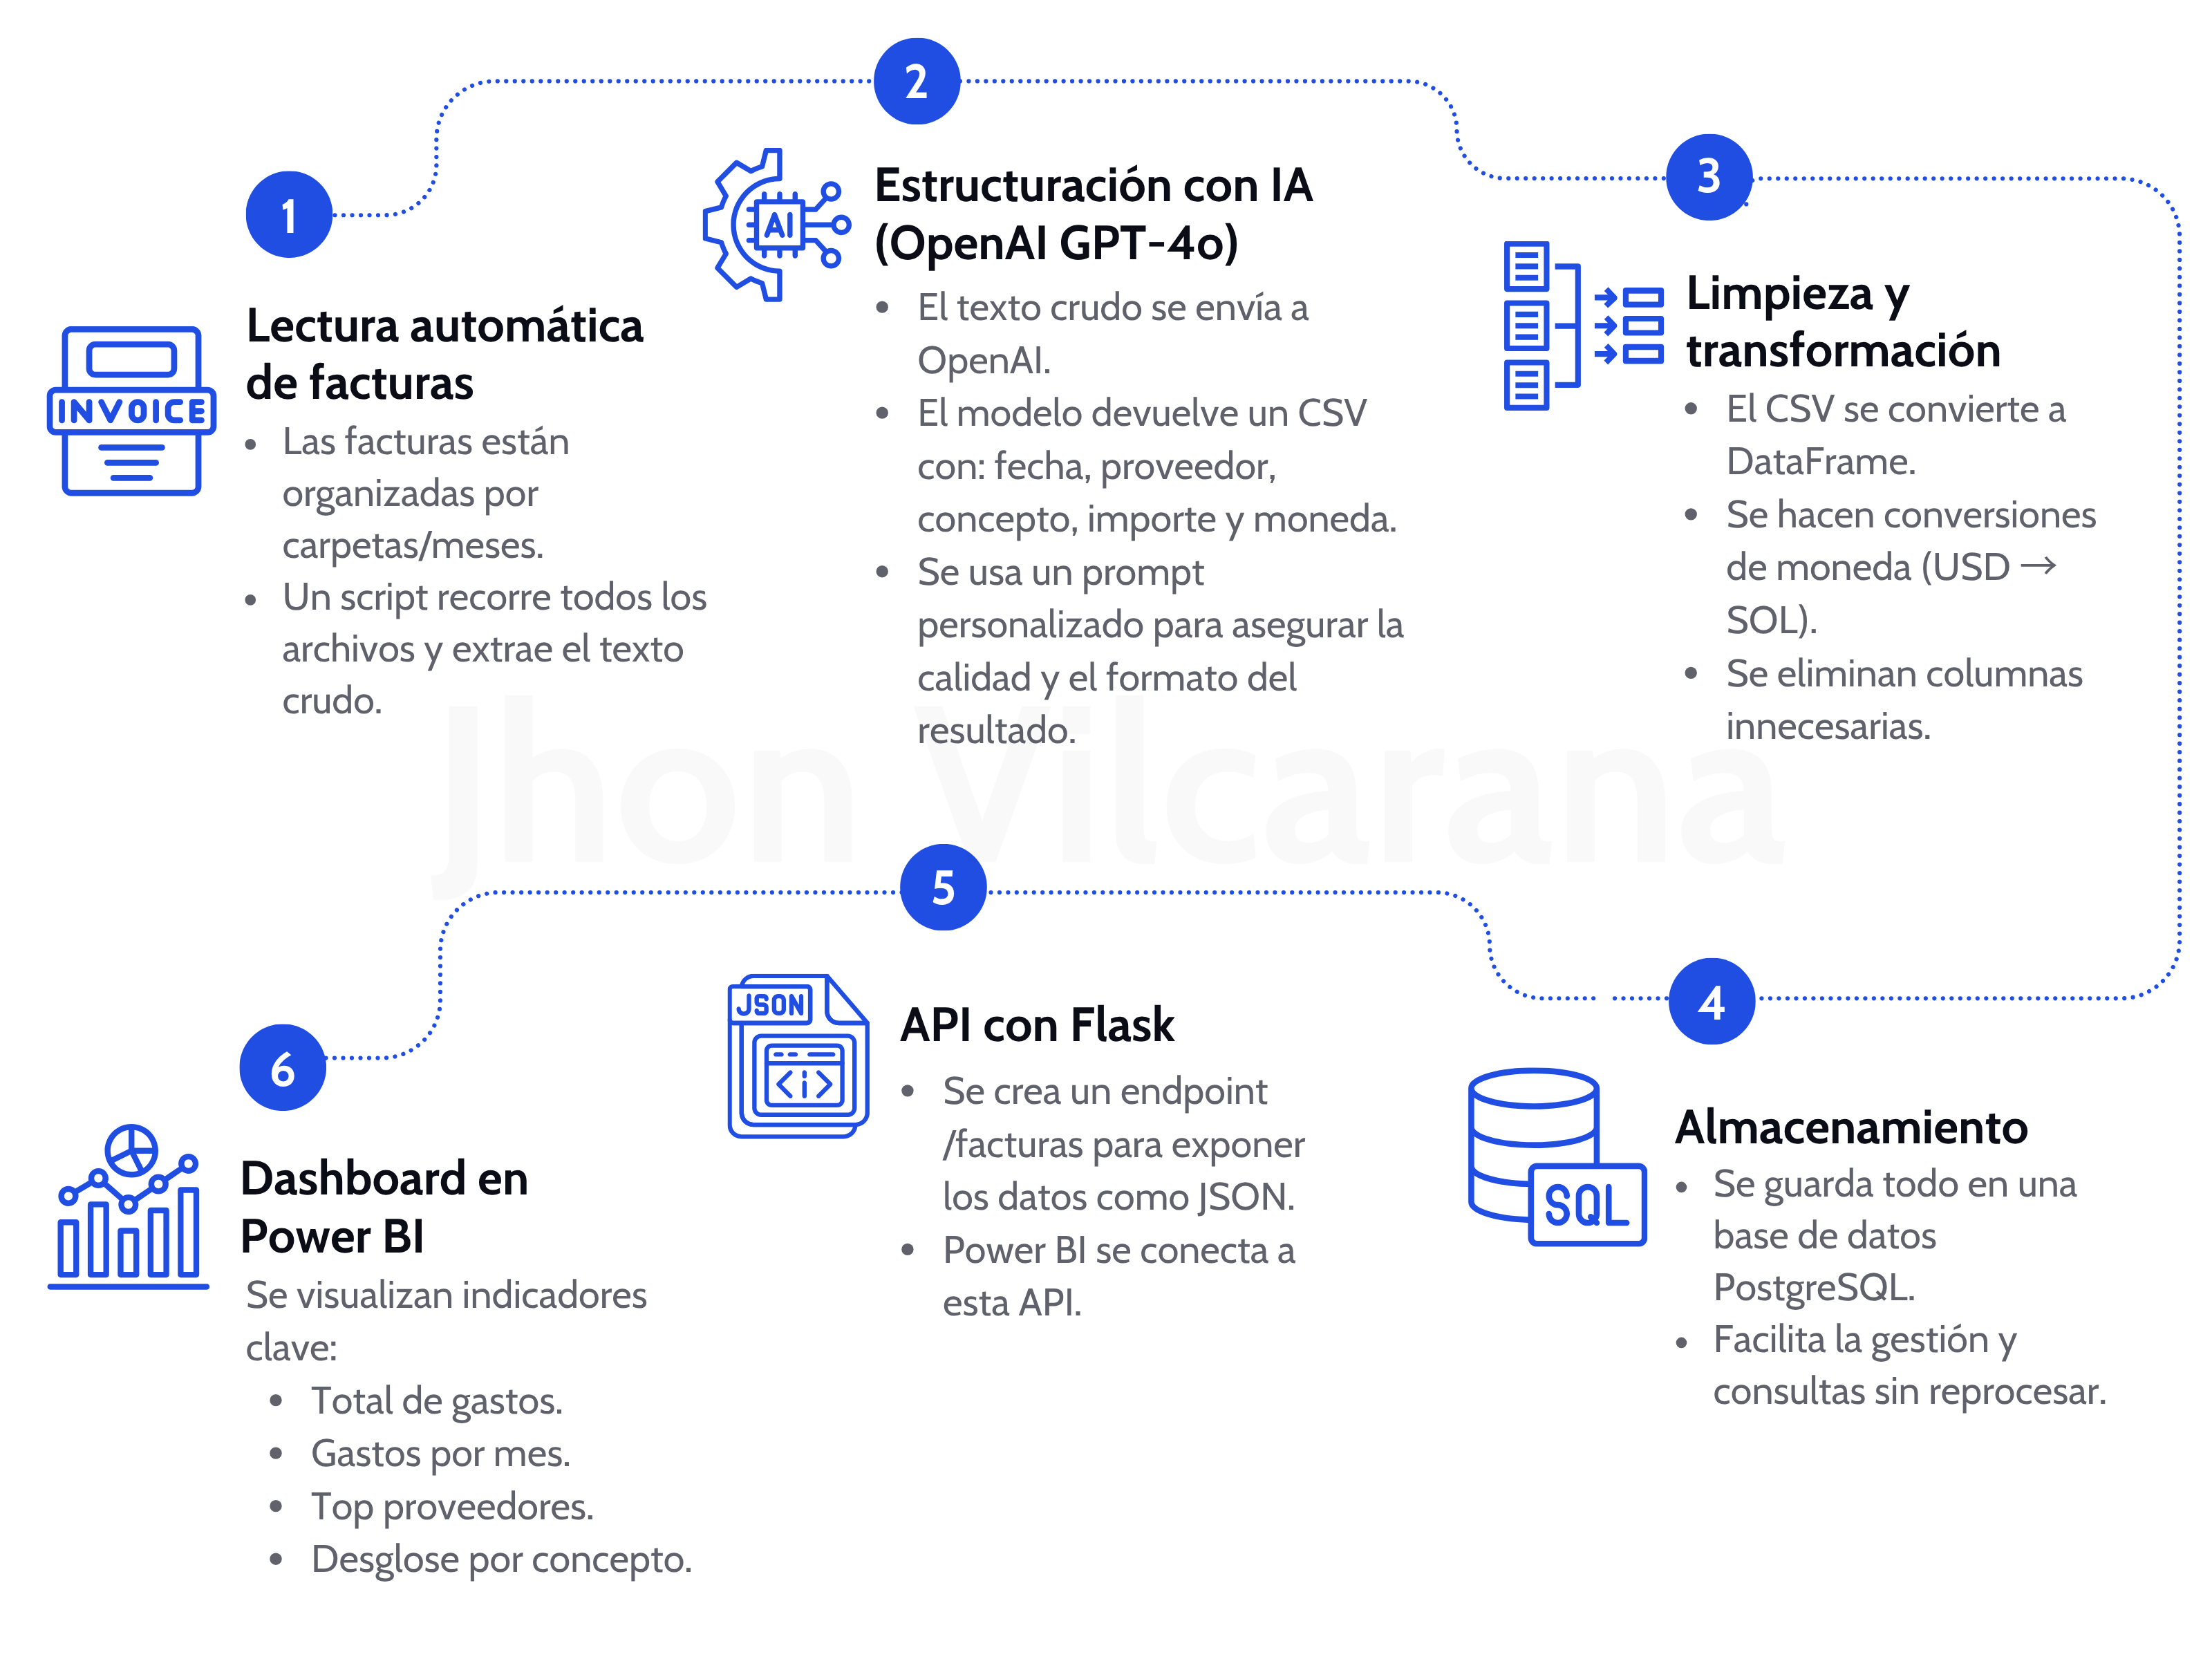 1
INVOICE
Lectura automática
de facturas
• Las facturas están
organizadas por
carpetas/meses.
• Un script recorre todos los
archivos y extrae el texto
crudo.
2
AI
Estructuración con IA
(OpenAI GPT-4o)
• El texto crudo se envía a
OpenAI.
• El modelo devuelve un CSV
con: fecha, proveedor,
concepto, importe y moneda.
• Se usa un prompt
personalizado para asegurar la
calidad y el formato del
resultado.
3
Limpieza y
transformación
• El CSV se convierte a
DataFrame.
• Se hacen conversiones
de moneda (USD →
SOL).
• Se eliminan columnas
innecesarias.
Jhon Vilcarana
4
SQL
Almacenamiento
• Se guarda todo en una
base de datos
PostgreSQL.
• Facilita la gestión y
consultas sin reprocesar.
5
JSON
<i>
API con Flask
• Se crea un endpoint
/facturas para exponer
los datos como JSON.
• Power BI se conecta a
esta API.
6
Dashboard en
Power BI
Se visualizan indicadores
clave:
• Total de gastos.
• Gastos por mes.
• Top proveedores.
• Desglose por concepto.